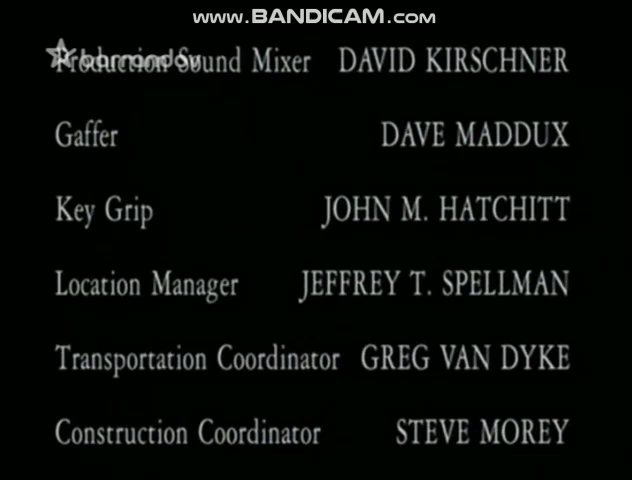 www.BANDICAM.com
barrandov
Production Sound Mixer DAVID KIRSCHNER
Gaffer DAVE MADDUX
Key Grip JOHN M. HATCHITT
Location Manager JEFFREY T. SPELLMAN
Transportation Coordinator GREG VAN DYKE
Construction Coordinator STEVE MOREY